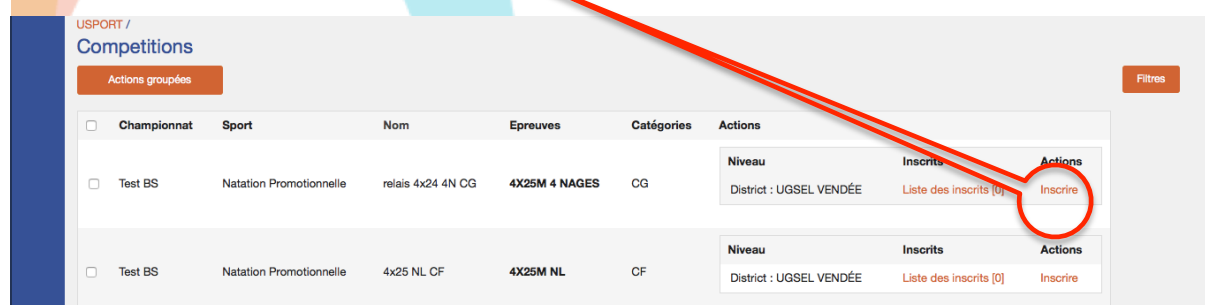 USPORT /
Competitions
Actions groupées
Filtres
Championnat Sport Nom Epreuves Catégories Actions
Niveau Inscrits Actions
Test BS Natation Promotionnelle relais 4x24 4N CG 4X25M 4 NAGES CG District : UGSEL VENDÉE Liste des inscrits [0] Inscrire
Niveau Inscrits Actions
Test BS Natation Promotionnelle 4x25 NL CF 4X25M NL CF District : UGSEL VENDÉE Liste des inscrits [0] Inscrire